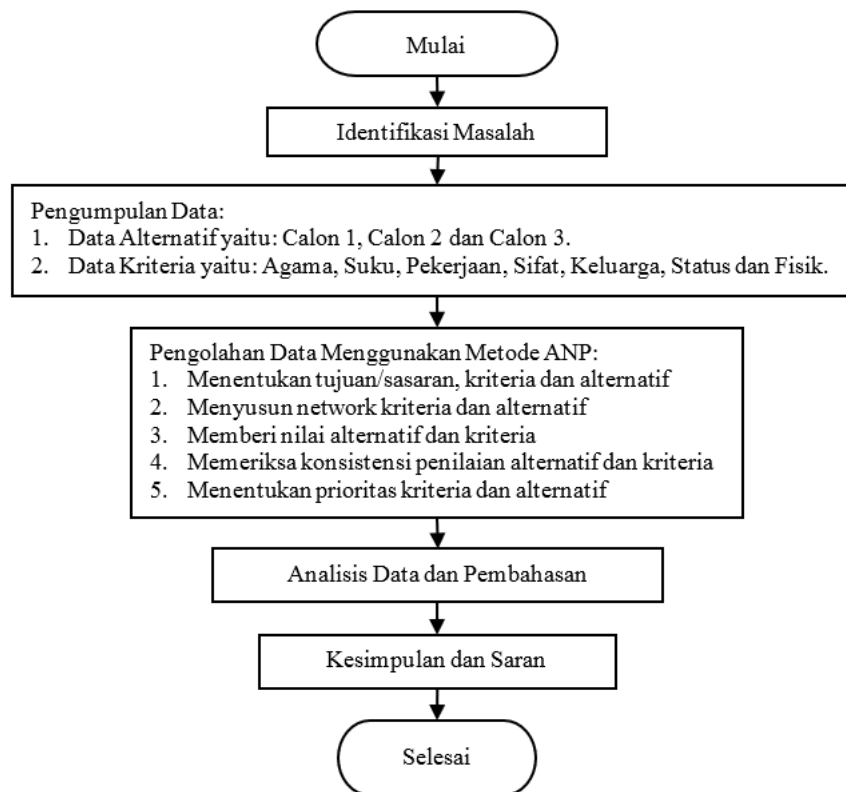 Mulai
Identifikasi Masalah
Pengumpulan Data:
1. Data Alternatif yaitu: Calon 1, Calon 2 dan Calon 3.
2. Data Kriteria yaitu: Agama, Suku, Pekerjaan, Sifat, Keluarga, Status dan Fisik.
Pengolahan Data Menggunakan Metode ANP:
1. Menentukan tujuan/sasaran, kriteria dan alternatif
2. Menyusun network kriteria dan alternatif
3. Memberi nilai alternatif dan kriteria
4. Memeriksa konsistensi penilaian alternatif dan kriteria
5. Menentukan prioritas kriteria dan alternatif
Analisis Data dan Pembahasan
Kesimpulan dan Saran
Selesai